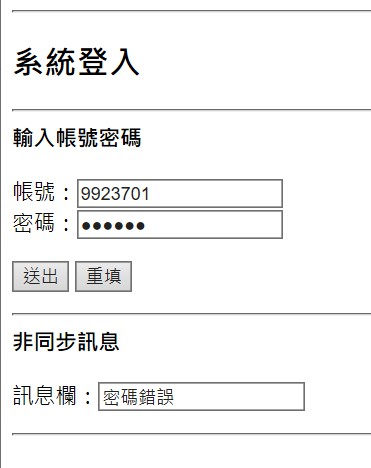 系統登入
輸入帳號密碼
帳號：9923701
密碼：●●●●●●
送出 重填
非同步訊息
訊息欄：密碼錯誤